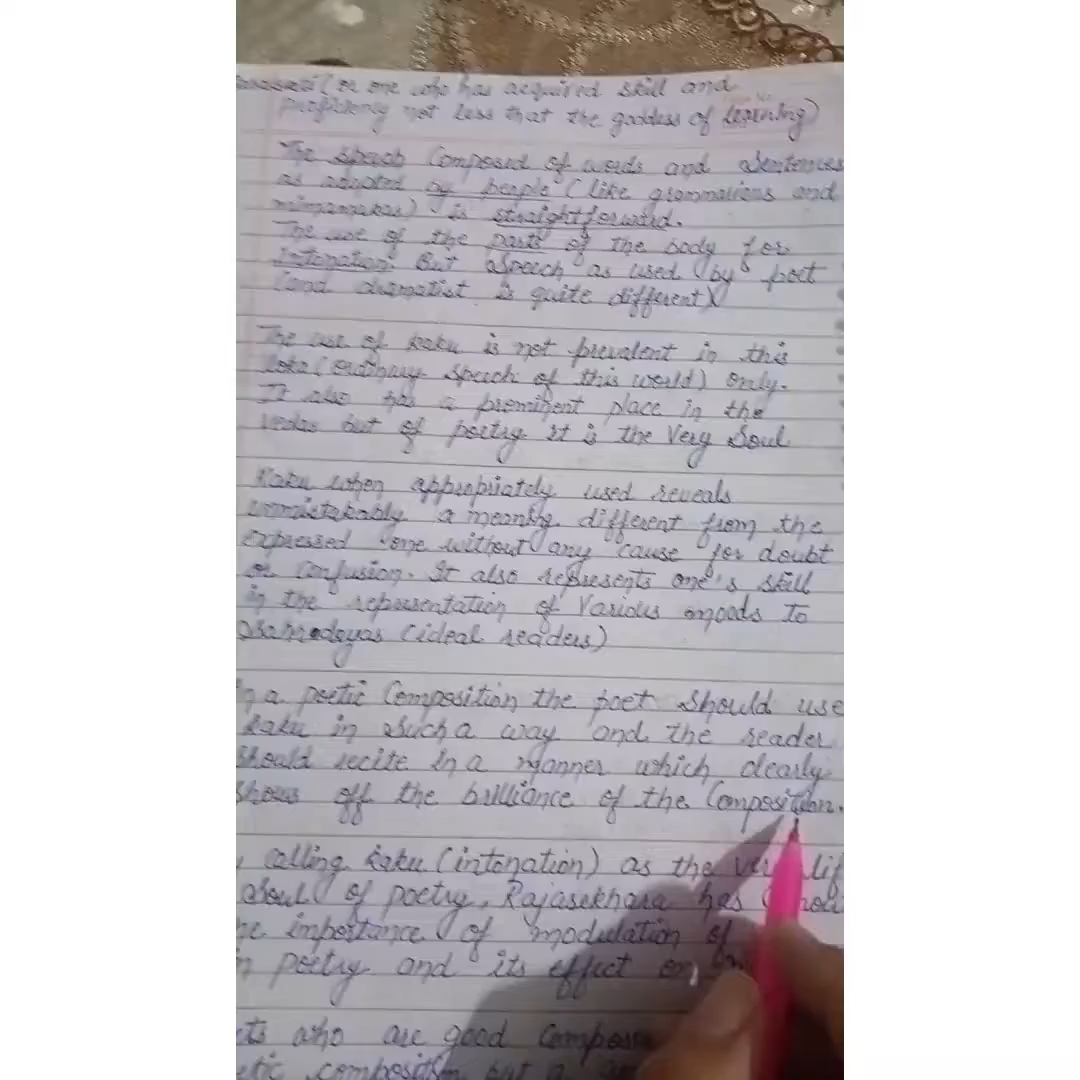 (or one who has acquired skill and
proficiency not less that the goddess of learning)
The speech Composed of words and sentences
as adopted by people (like grammarians and
mimamakas) is straightforward.
The use of the parts of the body for
intonation. But speech as used by poet
(and dramatist is quite different)
The use of kaku is not prevalent in this
loka (ordinary speech of this world) only.
It also has a prominent place in the
vedas but of poetry it is the Very Soul
Kaku when appropriately used reveals
unmistakably a meaning different from the
expressed one without any cause for doubt
or confusion. It also represents one's skill
in the representation of Various moods to
(ideal readers)
in a poetic Composition the poet should use
kaku in such a way and the reader
should recite in a manner which clearly
shows off the brilliance of the Composition.
calling kaku (intonation) as the very
soul of poetry, Rajasekhara has
importance of modulation of
in poetry and its effect on
who are good
composition but a